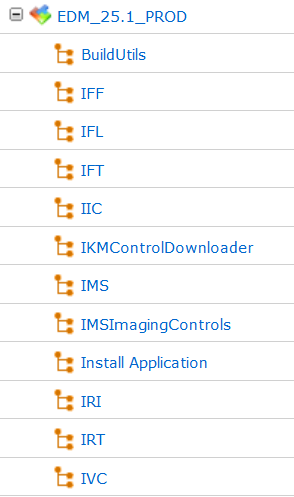 EDM_25.1_PROD
BuildUtils
IFF
IFL
IFT
IIC
IKMControlDownloader
IMS
IMSImagingControls
Install Application
IRI
IRT
IVC